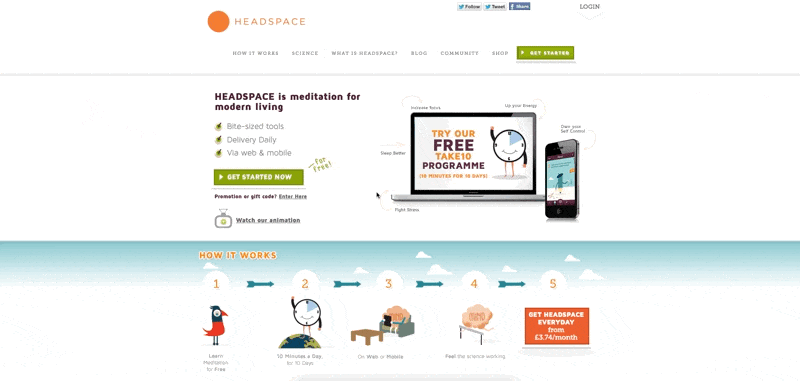 Follow
Tweet
Share
LOGIN
HEADSPACE
HOW IT WORKS
SCIENCE
WHAT IS HEADSPACE?
BLOG
COMMUNITY
SHOP
GET STARTED
HEADSPACE is meditation for
modern living
Bite-sized tools
Delivery Daily
Via web & mobile
For
free!
GET STARTED NOW
Promotion or gift code? Enter Here
Watch our animation
Increase focus.
Up your Energy
Own your
Self Control
Sleep Better.
Fight Stress.
TRY OUR
FREE
TAKE10
PROGRAMME
(10 MINUTES FOR 10 DAYS)
HOW IT WORKS
1
2
3
4
5
Learn
Meditation
for Free
10 Minutes a Day
for 10 Days
On Web or Mobile
Feel the science working
GET HEADSPACE
EVERYDAY
from
£3.74/month